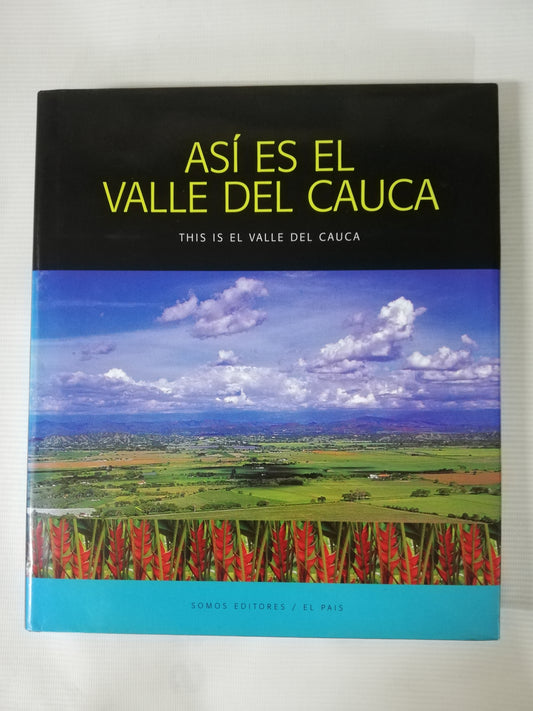 ASÍ ES EL
VALLE DEL CAUCA
THIS IS EL VALLE DEL CAUCA
SOMOS EDITORES / EL PAIS